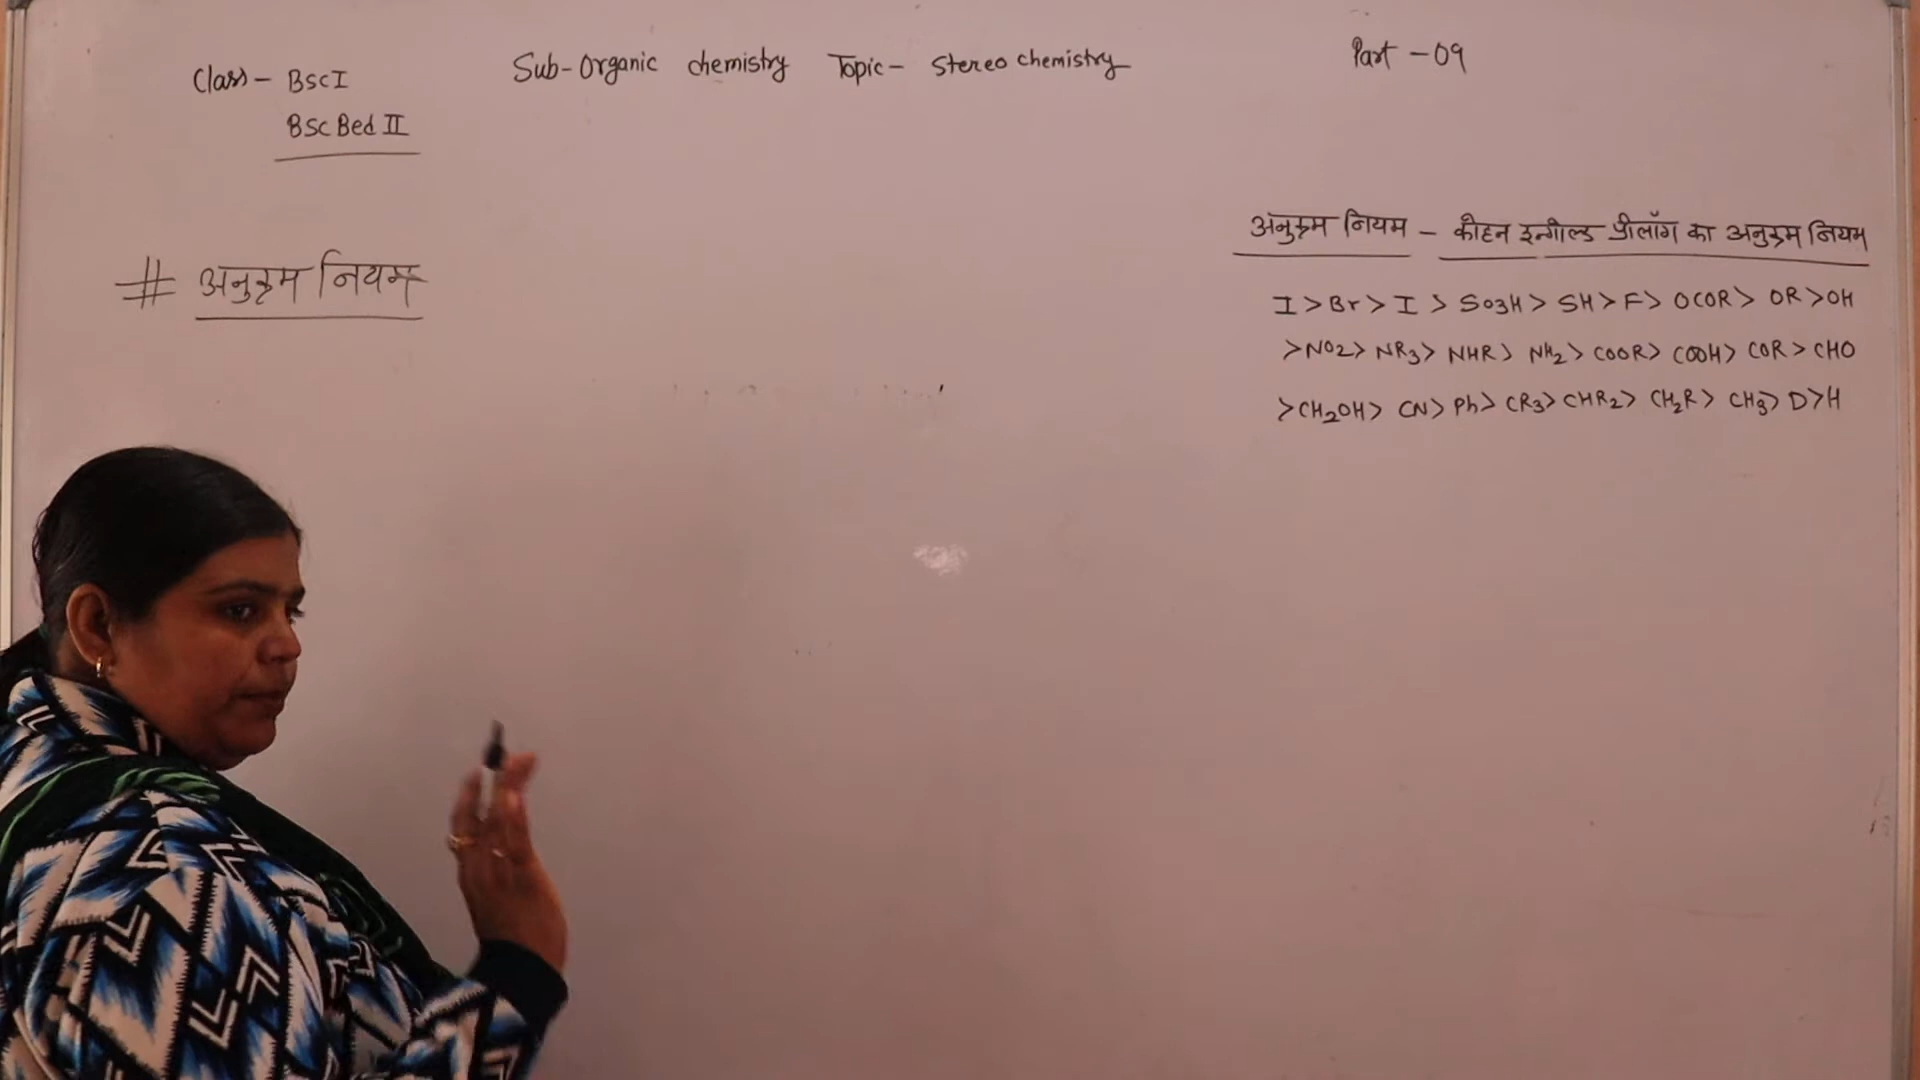 Class - BSc I
BSc Bed II
Sub-Organic chemistry Topic - Stereo chemistry
Part - 09
# अनुक्रम नियम
अनुक्रम नियम - कोहन इन्गोल्ड प्रीलॉग का अनुक्रम नियम
I > Br > I > SO3H > SH > F > OCOR > OR > OH
> NO2 > NR3 > NHR > NH2 > COOR > COOH > COR > CHO
> CH2OH > CN > Ph > CR3 > CHR2 > CH2R > CH3 > D > H